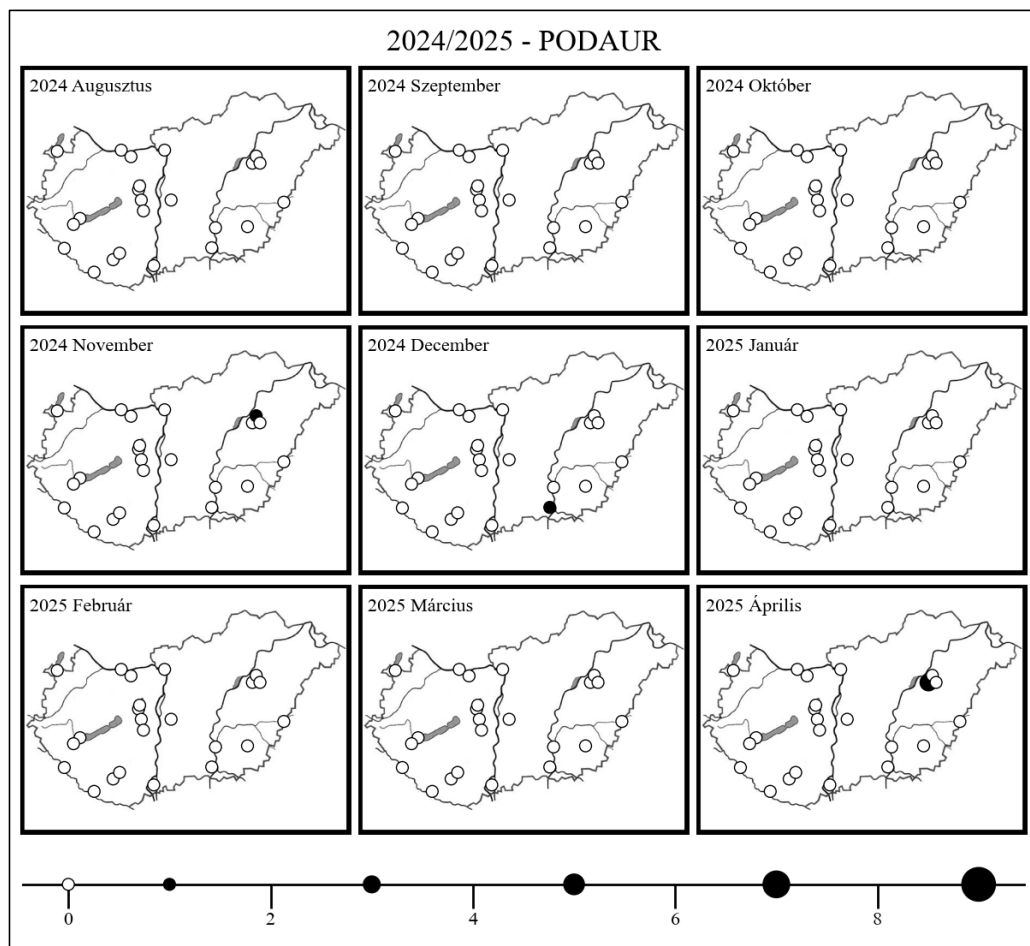 2024/2025 - PODAUR
2024 Augusztus
2024 Szeptember
2024 Október
2024 November
2024 December
2025 Január
2025 Február
2025 Március
2025 Április
0 2 4 6 8